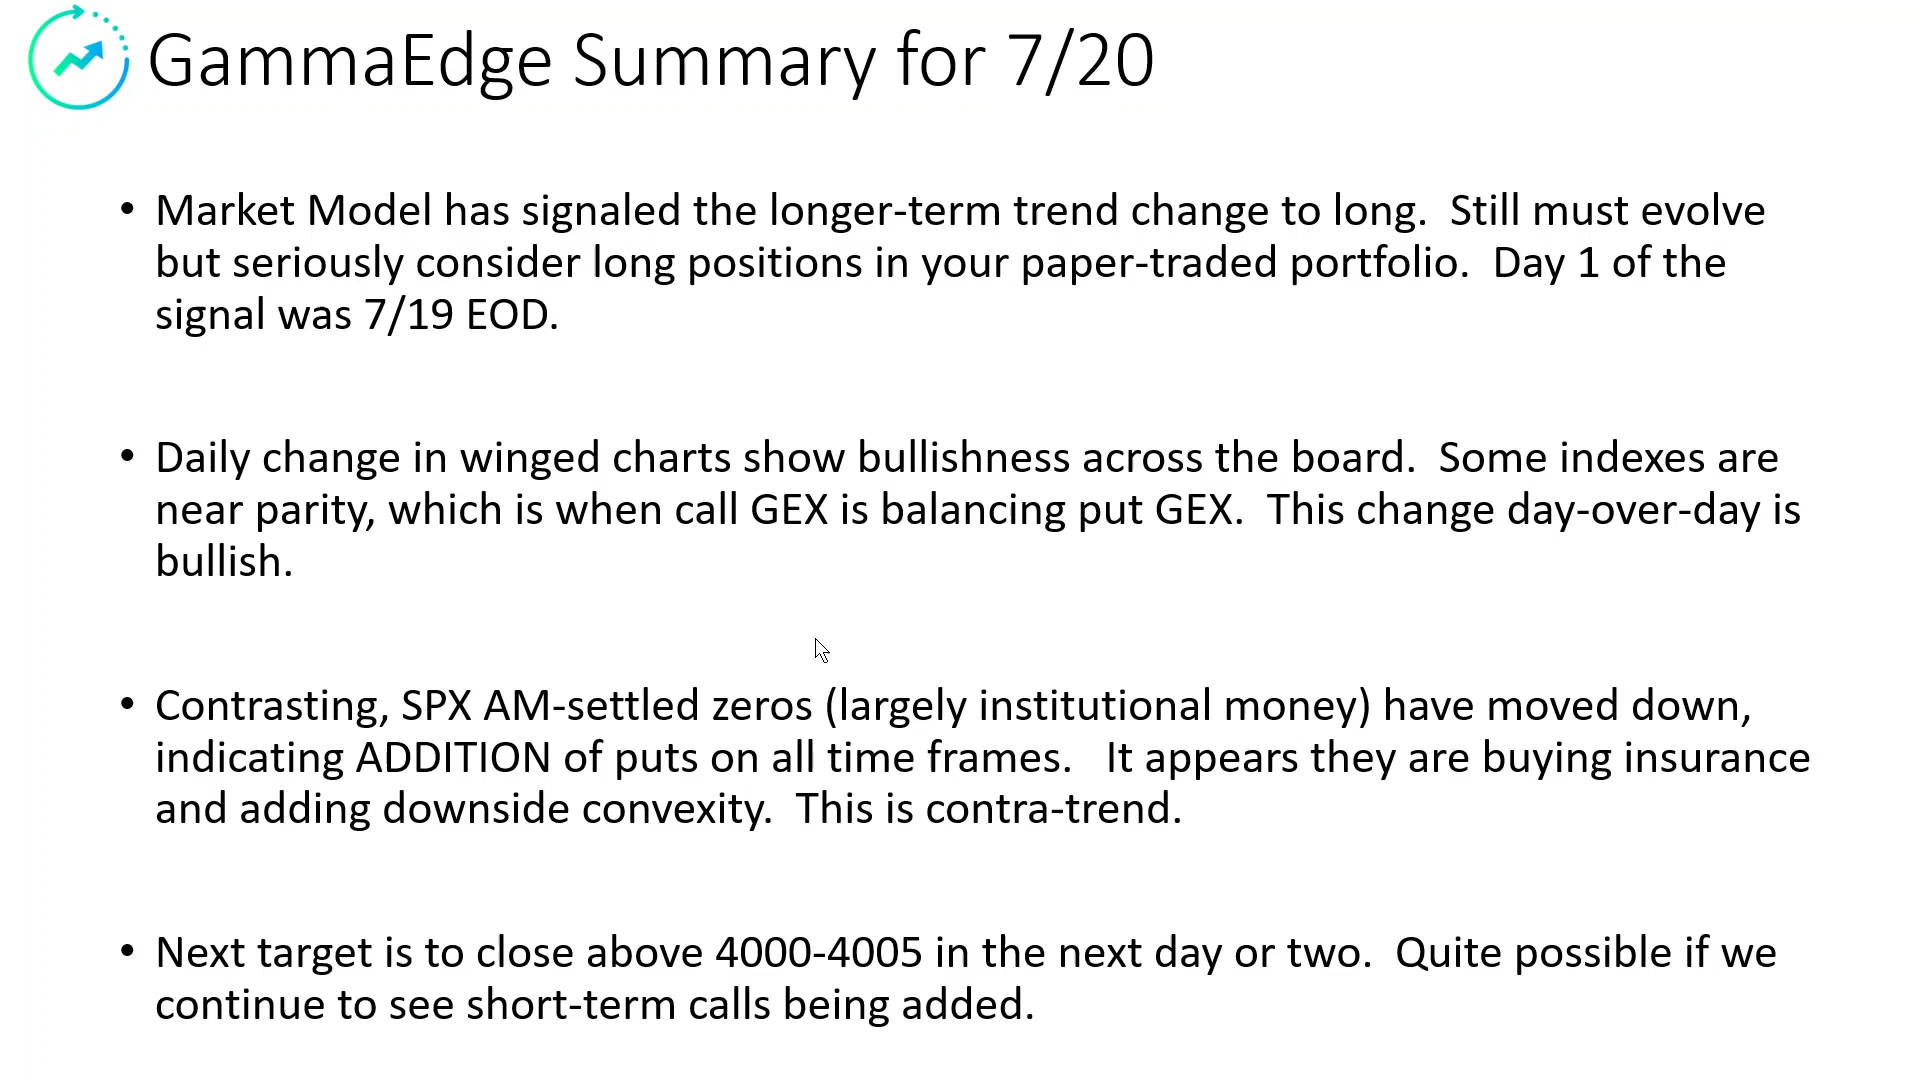 GammaEdge Summary for 7/20
• Market Model has signaled the longer-term trend change to long.  Still must evolve
but seriously consider long positions in your paper-traded portfolio.  Day 1 of the
signal was 7/19 EOD.
• Daily change in winged charts show bullishness across the board.  Some indexes are
near parity, which is when call GEX is balancing put GEX.  This change day-over-day is
bullish.
• Contrasting, SPX AM-settled zeros (largely institutional money) have moved down,
indicating ADDITION of puts on all time frames.   It appears they are buying insurance
and adding downside convexity.  This is contra-trend.
• Next target is to close above 4000-4005 in the next day or two.  Quite possible if we
continue to see short-term calls being added.